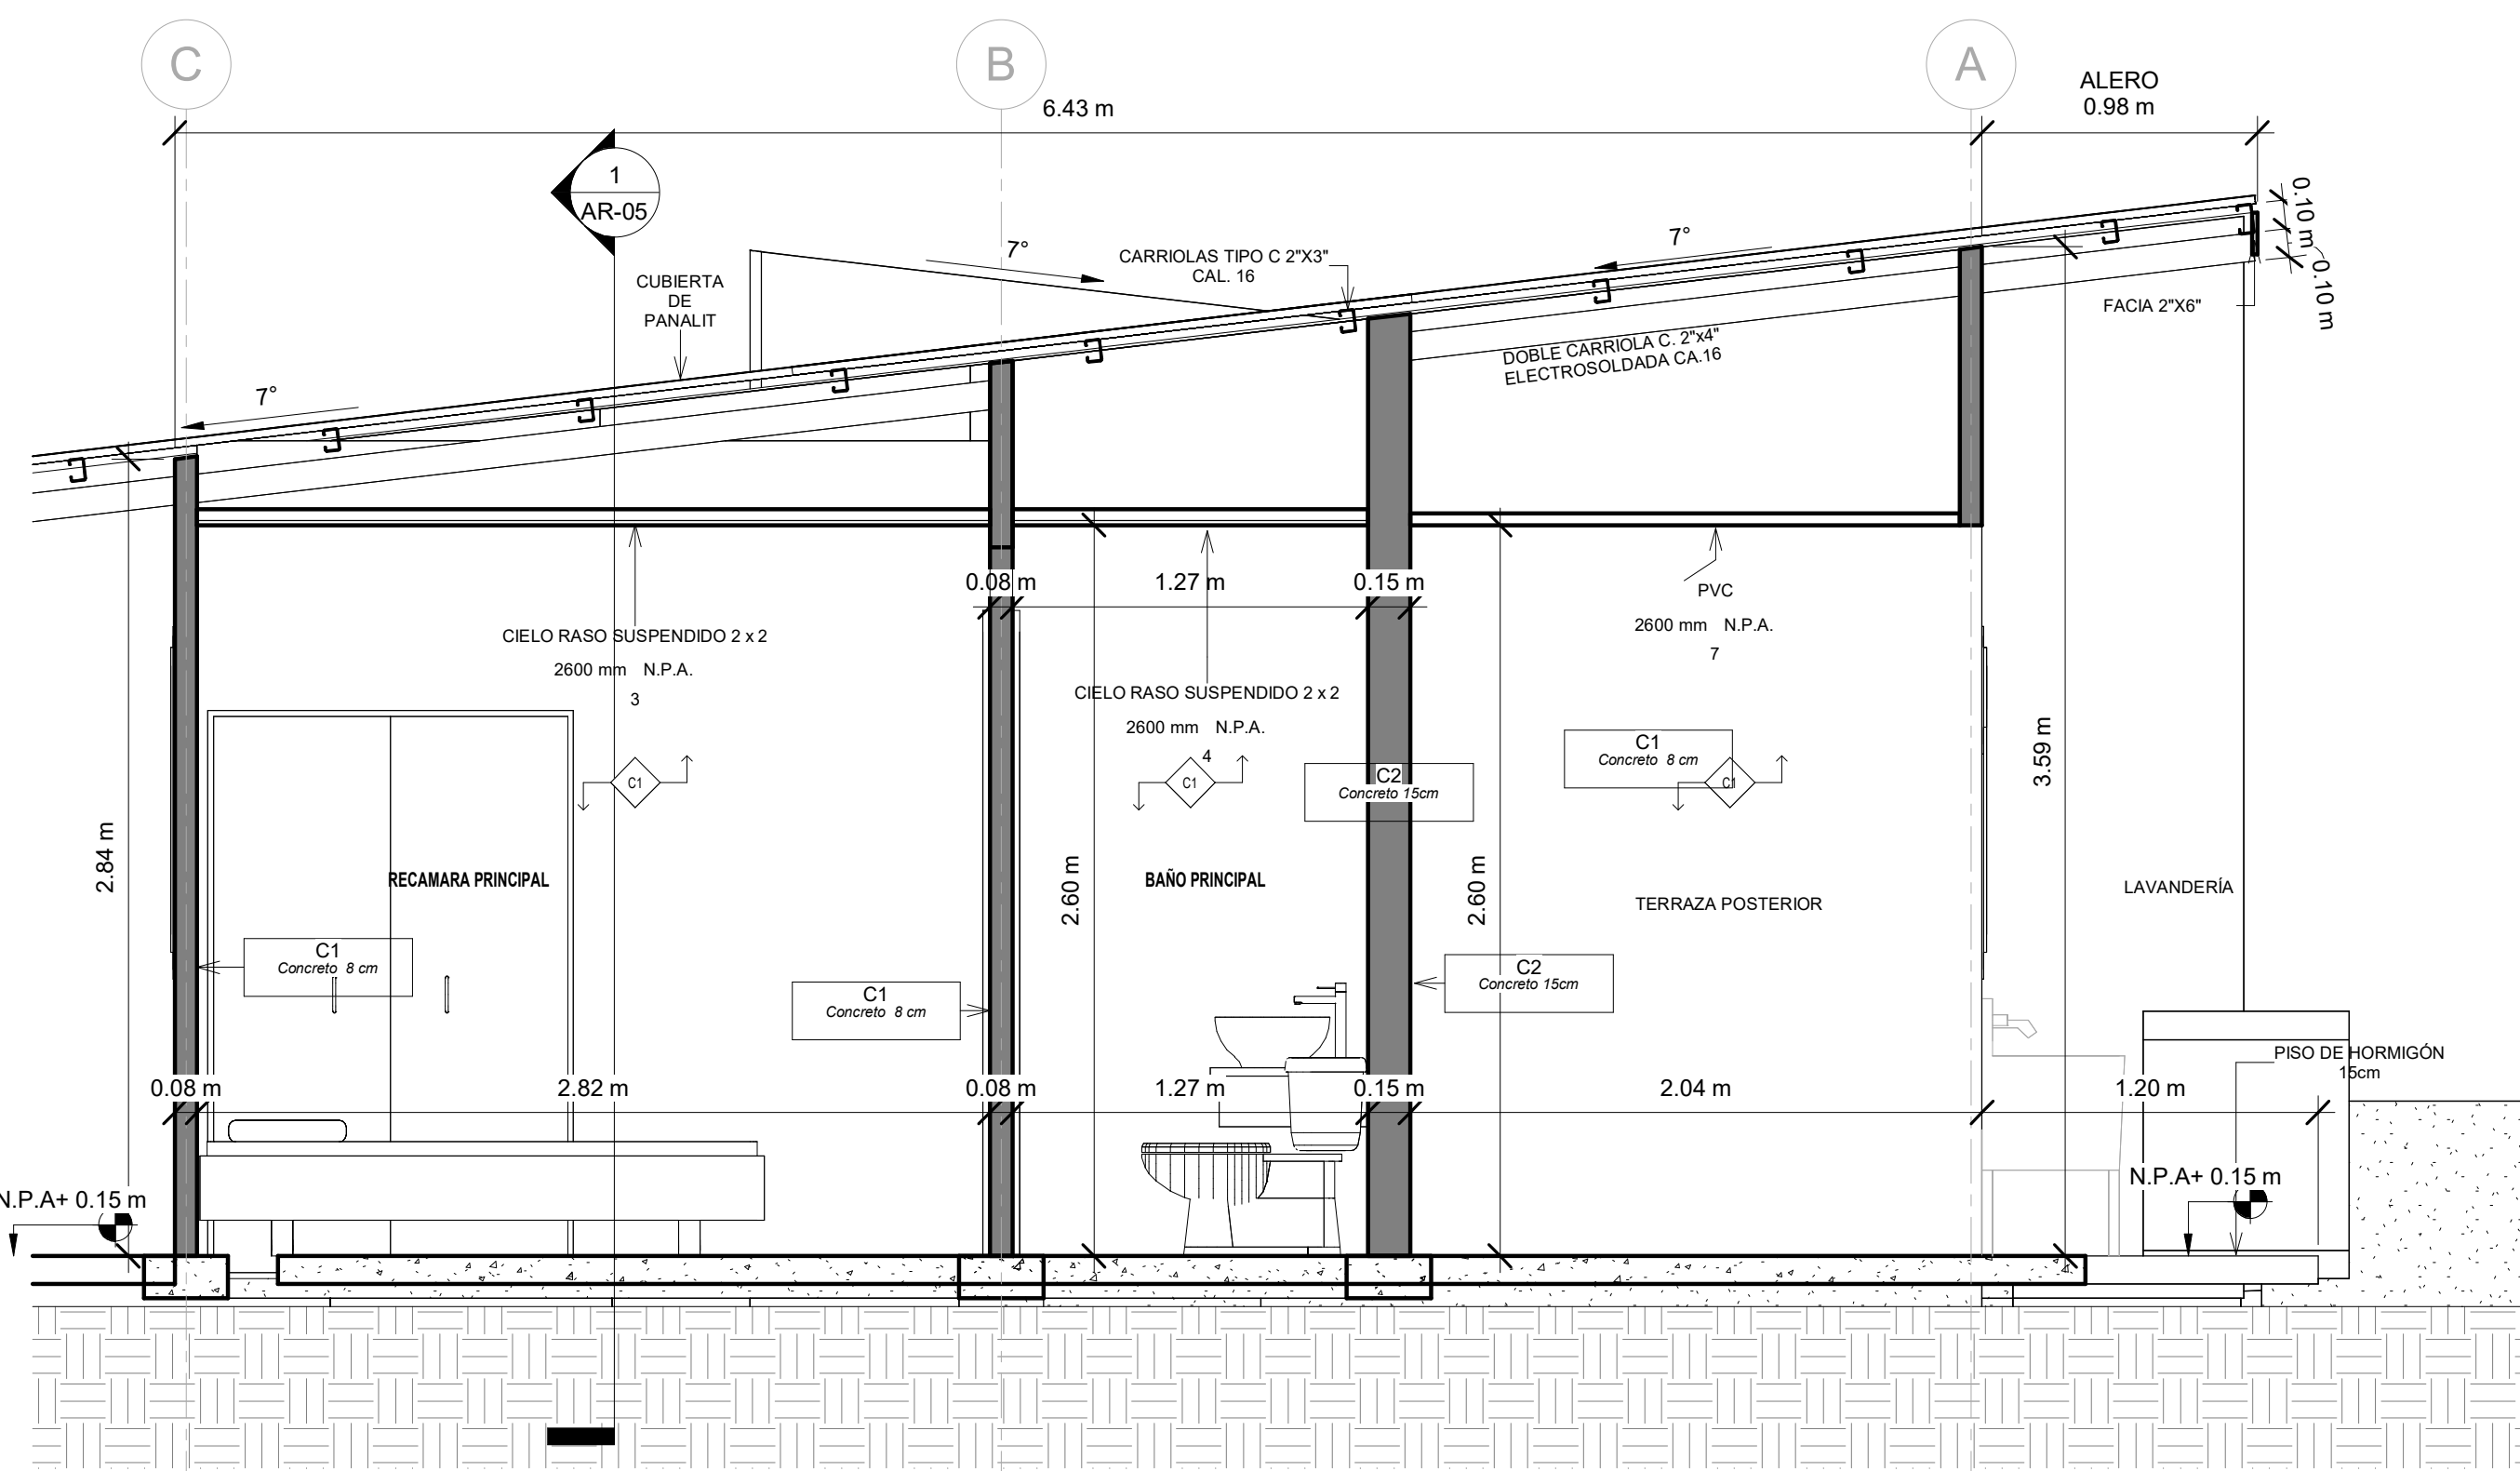 C
B
A
6.43 m
ALERO
0.98 m
1
AR-05
0.10 m
0.10 m
7°
7°
7°
CARRIOLAS TIPO C 2"X3"
CAL. 16
CUBIERTA
DE
PANALIT
FACIA 2"X6"
DOBLE CARRIOLA C. 2"x4"
ELECTROSOLDADA CA.16
0.08 m
1.27 m
0.15 m
PVC
2600 mm N.P.A.
7
CIELO RASO SUSPENDIDO 2 x 2
2600 mm N.P.A.
3
CIELO RASO SUSPENDIDO 2 x 2
2600 mm N.P.A.
4
C1
C1
C2
Concreto 15cm
C1
Concreto 8 cm
C1
3.59 m
2.84 m
RECAMARA PRINCIPAL
2.60 m
BAÑO PRINCIPAL
2.60 m
TERRAZA POSTERIOR
LAVANDERÍA
C1
Concreto 8 cm
C1
Concreto 8 cm
C2
Concreto 15cm
PISO DE HORMIGÓN
15cm
0.08 m
2.82 m
0.08 m
1.27 m
0.15 m
2.04 m
1.20 m
N.P.A+ 0.15 m
N.P.A+ 0.15 m